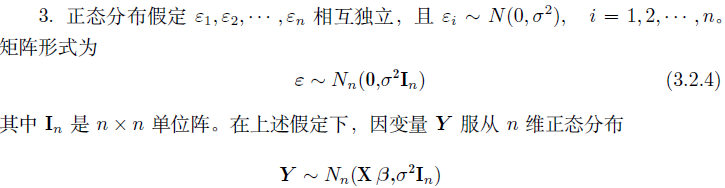 3. 正态分布假定 ε₁,ε₂,⋯,εₙ 相互独立，且 εᵢ ∼ N(0,σ²), i = 1,2,⋯,n。
矩阵形式为
ε ∼ Nₙ(0,σ²Iₙ) (3.2.4)
其中 Iₙ 是 n × n 单位阵。在上述假定下，因变量 Y 服从 n 维正态分布
Y ∼ Nₙ(X β,σ²Iₙ)